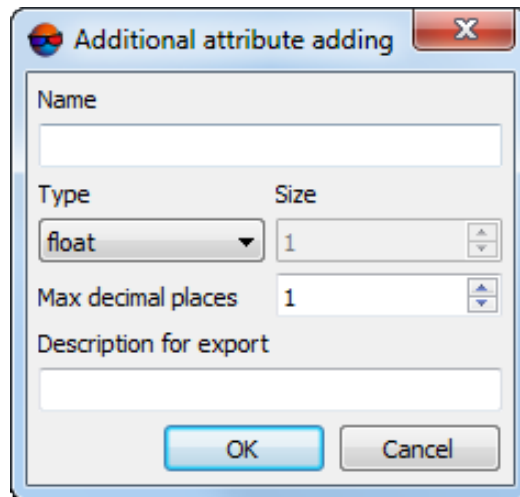 Additional attribute adding
Name
Type Size
float 1
Max decimal places 1
Description for export
OK Cancel